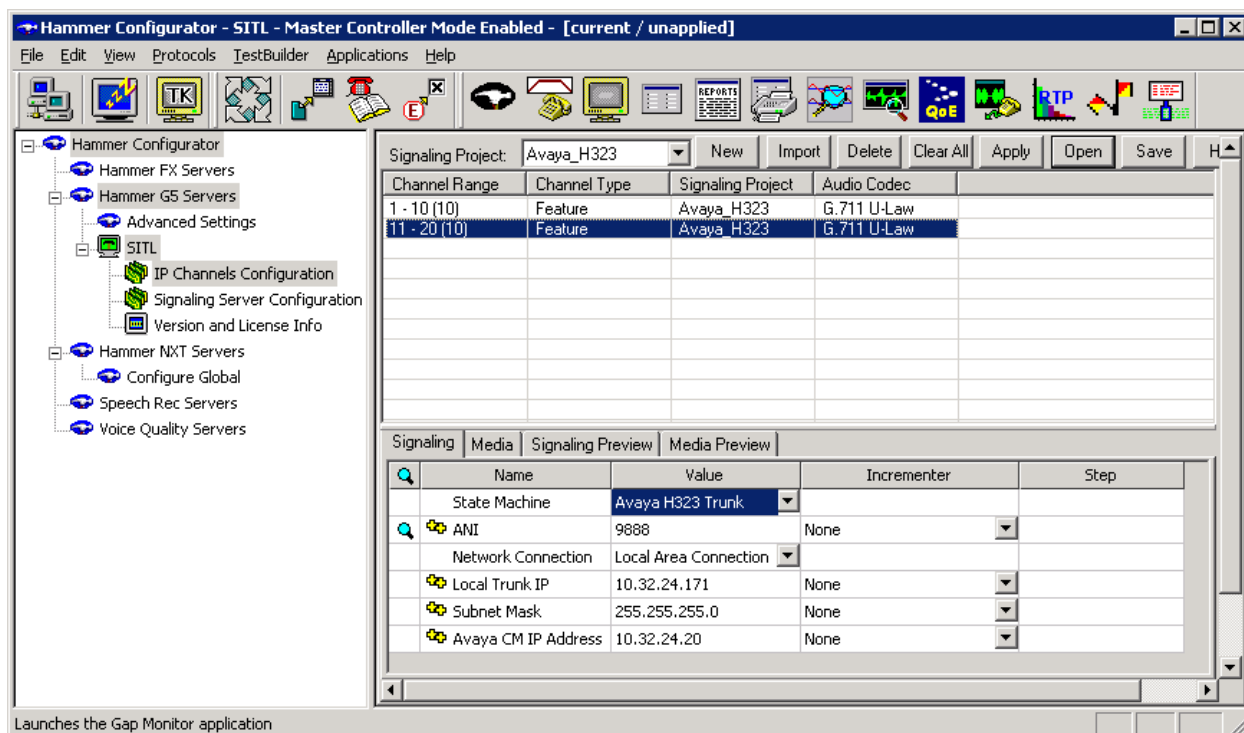 Hammer Configurator - SITL - Master Controller Mode Enabled - [current / unapplied]
File Edit View Protocols TestBuilder Applications Help
TK
E
REPORTS
QoE
RTP
Hammer Configurator
Hammer FX Servers
Hammer G5 Servers
Advanced Settings
SITL
IP Channels Configuration
Signaling Server Configuration
Version and License Info
Hammer NXT Servers
Configure Global
Speech Rec Servers
Voice Quality Servers
Signaling Project: Avaya_H323 New Import Delete Clear All Apply Open Save H
Channel Range Channel Type Signaling Project Audio Codec
1 - 10 (10) Feature Avaya_H323 G.711 U-Law
11 - 20 (10) Feature Avaya_H323 G.711 U-Law
Signaling Media Signaling Preview Media Preview
Name Value Incrementer Step
State Machine Avaya H323 Trunk
ANI 9888 None
Network Connection Local Area Connection
Local Trunk IP 10.32.24.171 None
Subnet Mask 255.255.255.0 None
Avaya CM IP Address 10.32.24.20 None
Launches the Gap Monitor application